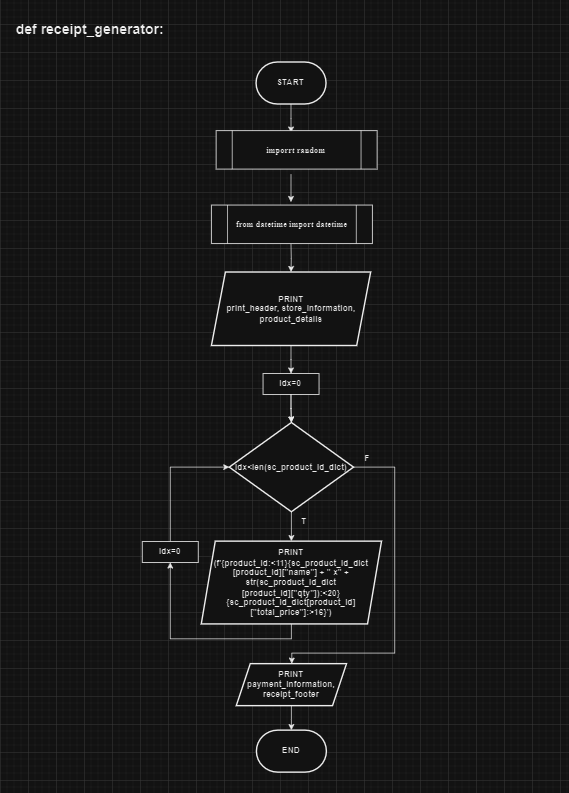 def receipt_generator:
START
imporrt random
from datetime import datetime
PRINT
print_header, store_information,
product_details
Idx=0
Idx<len(sc_product_id_dict)
F
T
Idx=0
PRINT
(f'{product_id:<11}{sc_product_id_dict
[product_id]["name"] + " x" +
str(sc_product_id_dict
[product_id]["qty"]):<20}
{sc_product_id_dict[product_id]
["total_price"]:>16}')
PRINT
payment_information,
receipt_footer
END